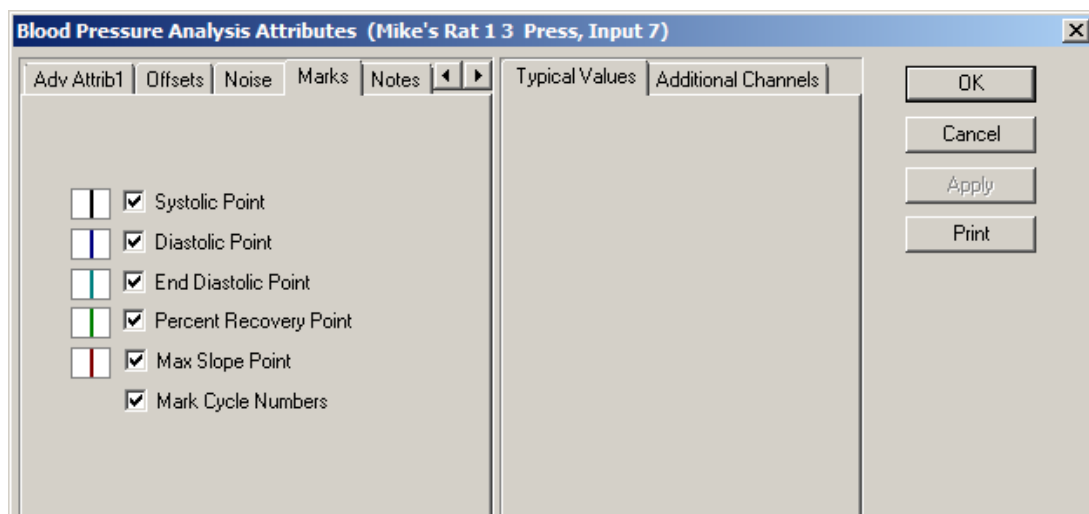 Blood Pressure Analysis Attributes (Mike's Rat 1 3 Press, Input 7)
Adv Attrib1 Offsets Noise Marks Notes
Typical Values Additional Channels
OK
Cancel
Apply
Print
Systolic Point
Diastolic Point
End Diastolic Point
Percent Recovery Point
Max Slope Point
Mark Cycle Numbers